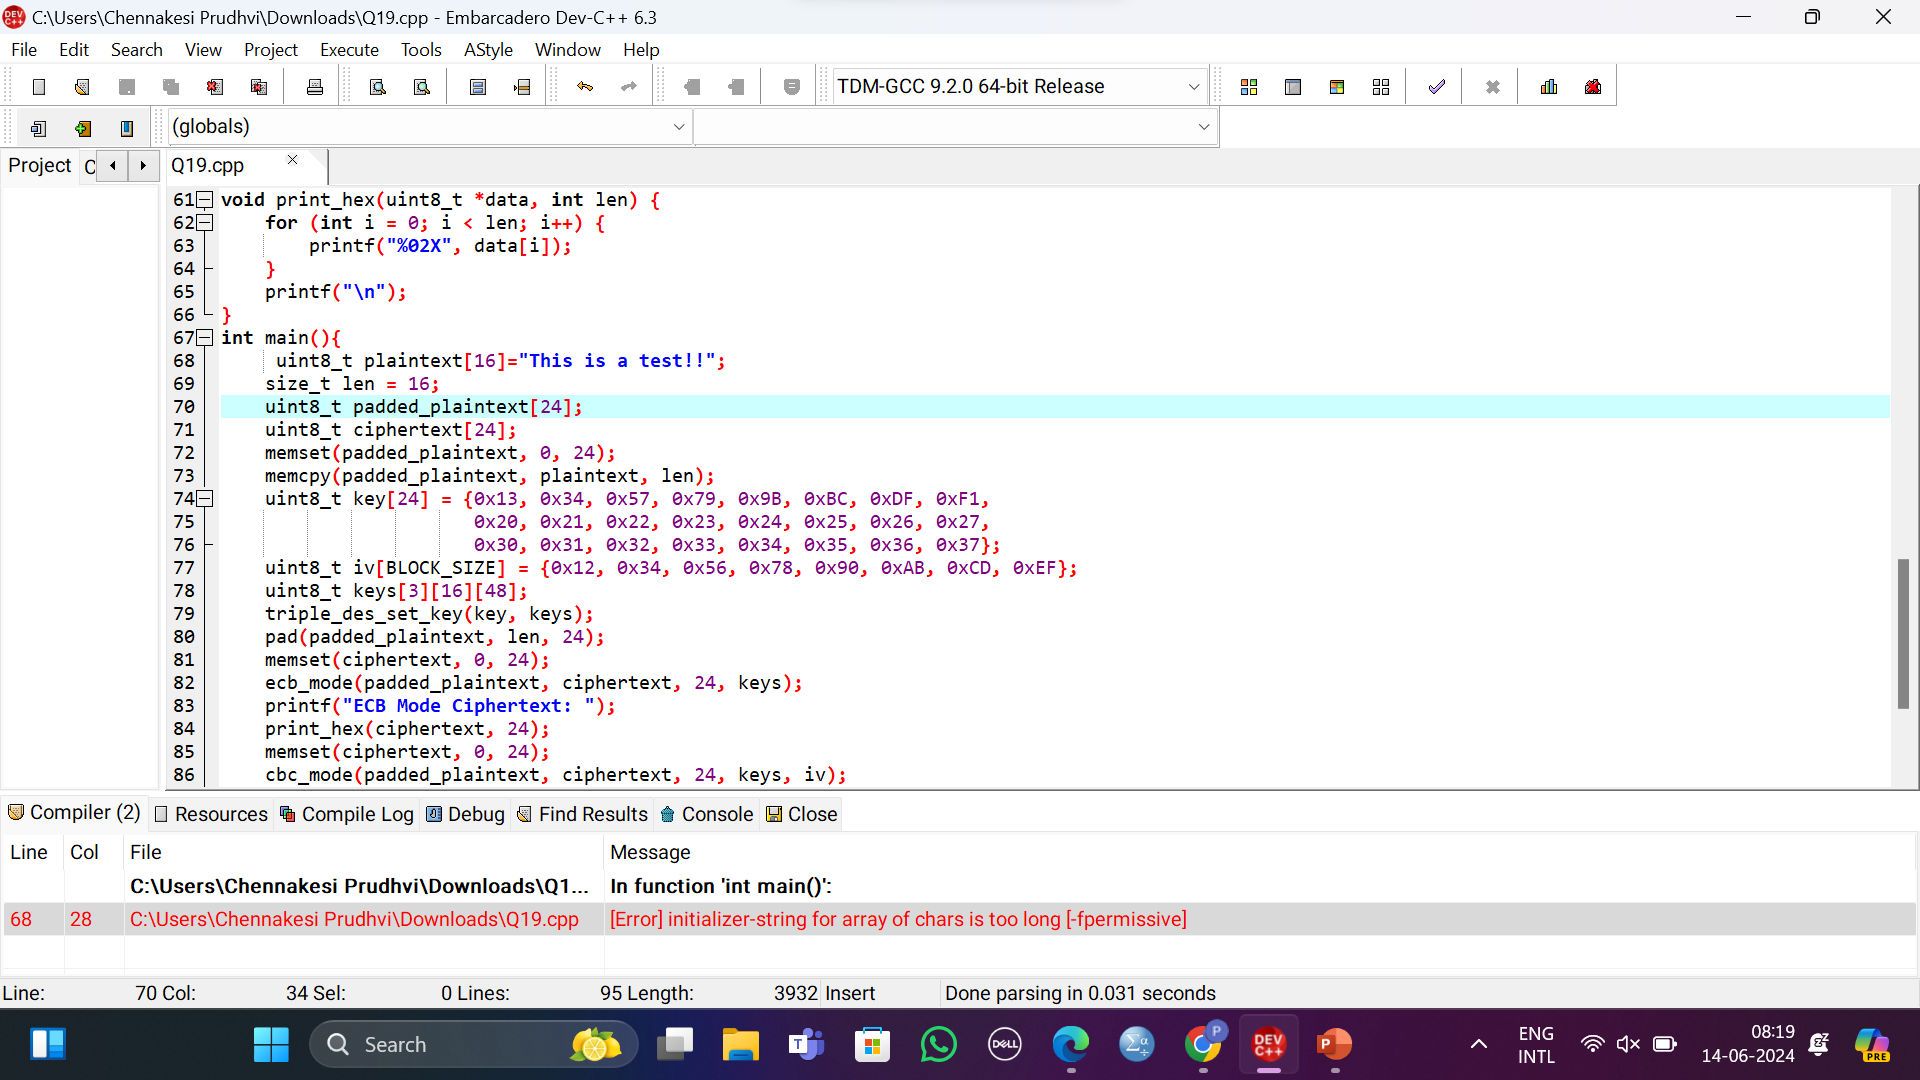 C:\Users\Chennakesi Prudhvi\Downloads\Q19.cpp - Embarcadero Dev-C++ 6.3
File Edit Search View Project Execute Tools AStyle Window Help
TDM-GCC 9.2.0 64-bit Release
(globals)
Project Q19.cpp
61 void print_hex(uint8_t *data, int len) {
62     for (int i = 0; i < len; i++) {
63         printf("%02X", data[i]);
64     }
65     printf("\n");
66 }
67 int main(){
68      uint8_t plaintext[16]="This is a test!!";
69     size_t len = 16;
70     uint8_t padded_plaintext[24];
71     uint8_t ciphertext[24];
72     memset(padded_plaintext, 0, 24);
73     memcpy(padded_plaintext, plaintext, len);
74     uint8_t key[24] = {0x13, 0x34, 0x57, 0x79, 0x9B, 0xBC, 0xDF, 0xF1,
75                        0x20, 0x21, 0x22, 0x23, 0x24, 0x25, 0x26, 0x27,
76                        0x30, 0x31, 0x32, 0x33, 0x34, 0x35, 0x36, 0x37};
77     uint8_t iv[BLOCK_SIZE] = {0x12, 0x34, 0x56, 0x78, 0x90, 0xAB, 0xCD, 0xEF};
78     uint8_t keys[3][16][48];
79     triple_des_set_key(key, keys);
80     pad(padded_plaintext, len, 24);
81     memset(ciphertext, 0, 24);
82     ecb_mode(padded_plaintext, ciphertext, 24, keys);
83     printf("ECB Mode Ciphertext: ");
84     print_hex(ciphertext, 24);
85     memset(ciphertext, 0, 24);
86     cbc_mode(padded_plaintext, ciphertext, 24, keys, iv);
Compiler (2) Resources Compile Log Debug Find Results Console Close
Line Col File Message
C:\Users\Chennakesi Prudhvi\Downloads\Q1... In function 'int main()':
68 28 C:\Users\Chennakesi Prudhvi\Downloads\Q19.cpp [Error] initializer-string for array of chars is too long [-fpermissive]
Line: 70 Col: 34 Sel: 0 Lines: 95 Length: 3932 Insert Done parsing in 0.031 seconds
Search
DELL
DEV C++
ENG
INTL
08:19
14-06-2024
PRE